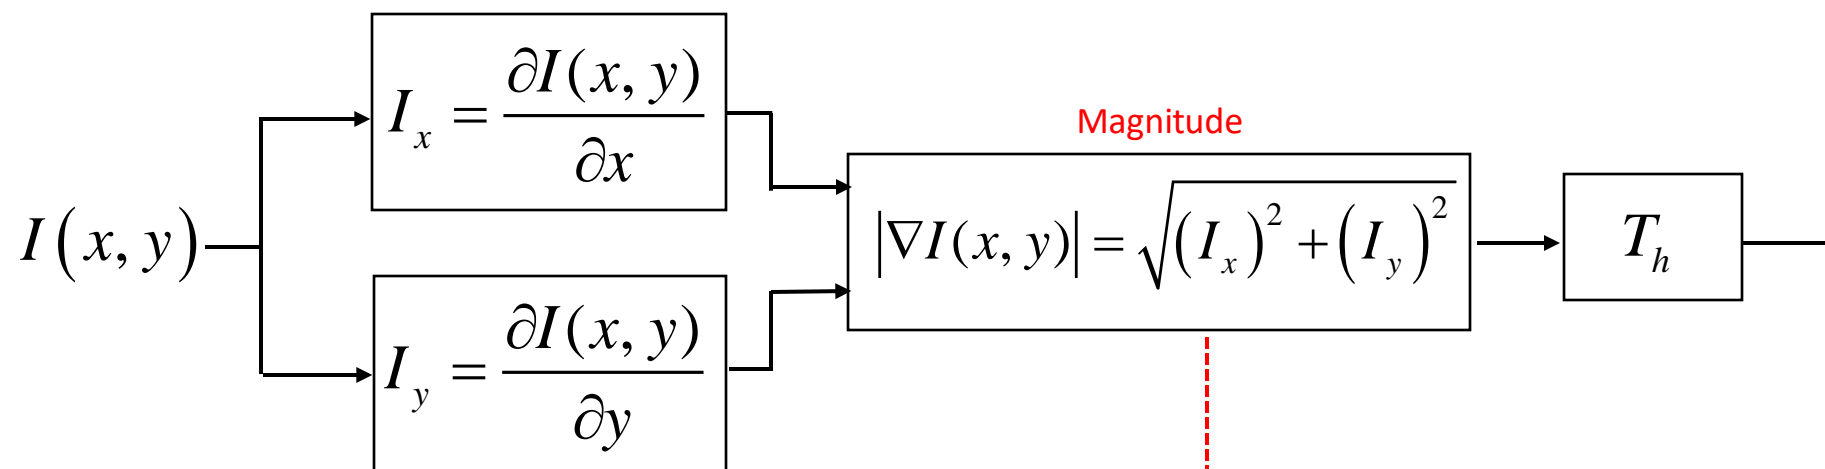 I(x, y)
I_x = ∂I(x, y) / ∂x
I_y = ∂I(x, y) / ∂y
Magnitude
|∇I(x, y)| = √((I_x)^2 + (I_y)^2)
T_h